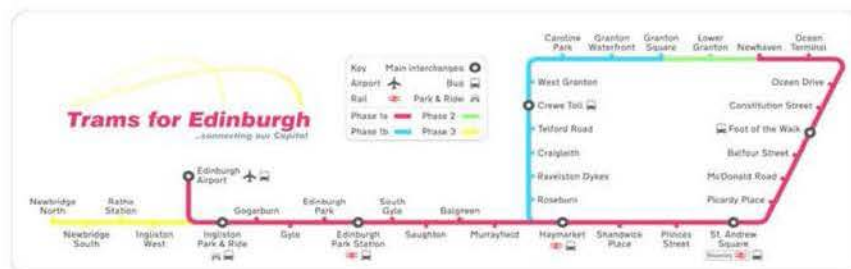 Trams for Edinburgh
...connecting our Capital
Key
Main interchanges
Airport
Bus
Rail
Park & Ride
Phase 1a
Phase 2
Phase 1b
Phase 3
Caroline
Park
Granton
Waterfront
Granton
Square
Lower
Granton
Newhaven
Ocean
Terminal
West Granton
Crewe Toll
Telford Road
Craigleith
Ravelston Dykes
Roseburn
Ocean Drive
Constitution Street
Foot of the Walk
Balfour Street
McDonald Road
Picardy Place
Edinburgh
Airport
Newbridge
North
Ratho
Station
Gogarburn
Edinburgh
Park
South
Gyle
Balgreen
Newbridge
South
Ingliston
West
Ingliston
Park & Ride
Gyle
Edinburgh
Park Station
Saughton
Murrayfield
Haymarket
Shandwick
Place
Princes
Street
St. Andrew
Square